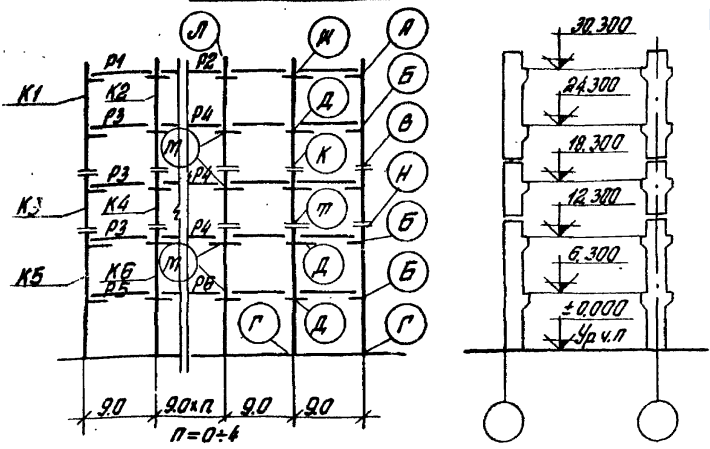 Л
Ж
А
30.300
Р1
Р2
К1
К2
Д
Б
24.300
Р3
Р4
М
К
В
18.300
Р3
Р4
Н
К3
К4
П
Б
12.300
Р3
Р4
М
Д
Б
6.300
К5
К6
Р5
Р6
Г
Д
Г
±0.000
Ур.ч.п
9.0
9.0×п
9.0
9.0
п=0÷4